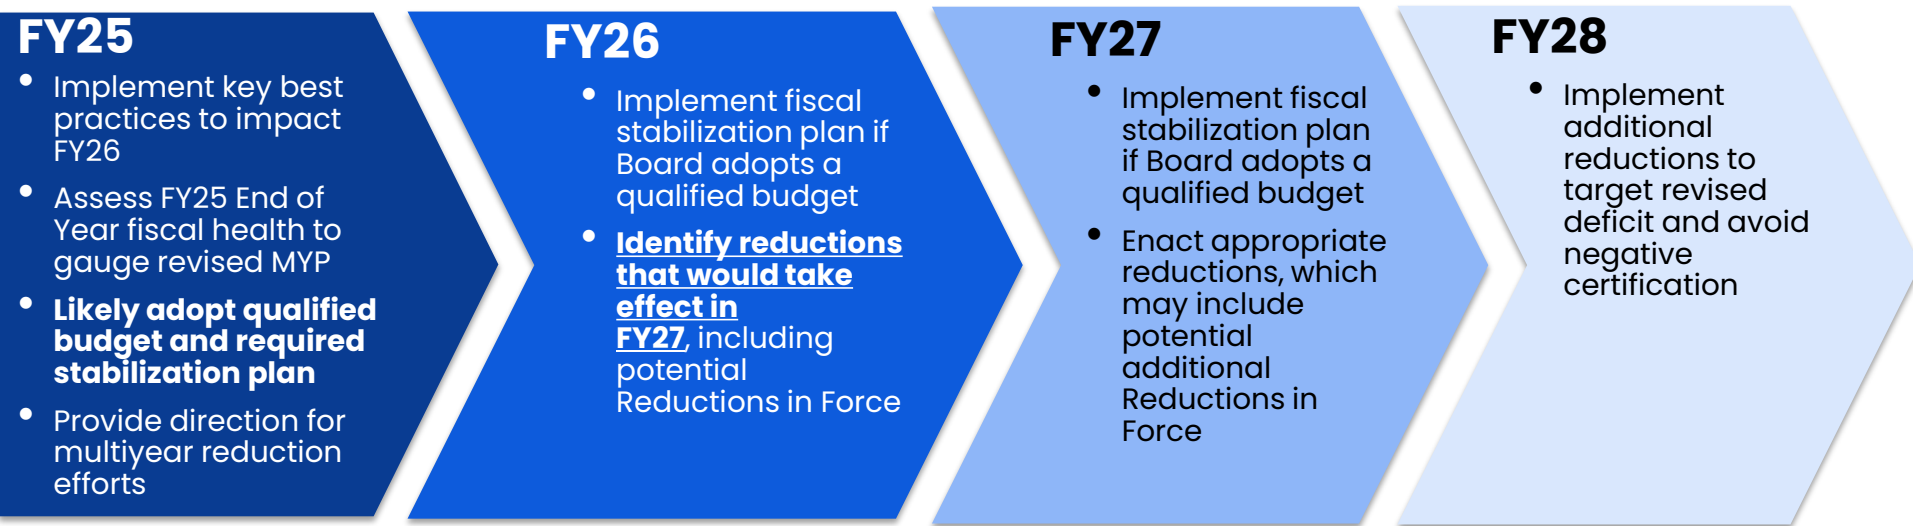 FY25
• Implement key best
practices to impact
FY26
• Assess FY25 End of
Year fiscal health to
gauge revised MYP
• Likely adopt qualified
budget and required
stabilization plan
• Provide direction for
multiyear reduction
efforts
FY26
• Implement fiscal
stabilization plan if
Board adopts a
qualified budget
• Identify reductions
that would take
effect in
FY27, including
potential
Reductions in Force
FY27
• Implement fiscal
stabilization plan
if Board adopts a
qualified budget
• Enact appropriate
reductions, which
may include
potential
additional
Reductions in
Force
FY28
• Implement
additional
reductions to
target revised
deficit and avoid
negative
certification